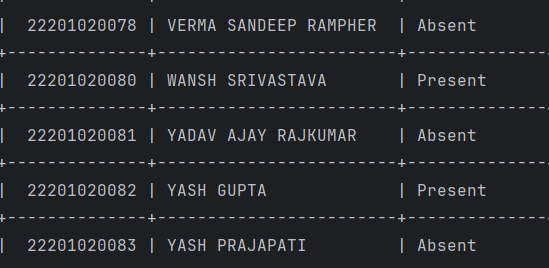 |  22201020078 | VERMA SANDEEP RAMPHER  | Absent
+--------------+------------------------+--------------
|  22201020080 | WANSH SRIVASTAVA       | Present
+--------------+------------------------+--------------
|  22201020081 | YADAV AJAY RAJKUMAR    | Absent
+--------------+------------------------+--------------
|  22201020082 | YASH GUPTA             | Present
+--------------+------------------------+--------------
|  22201020083 | YASH PRAJAPATI         | Absent